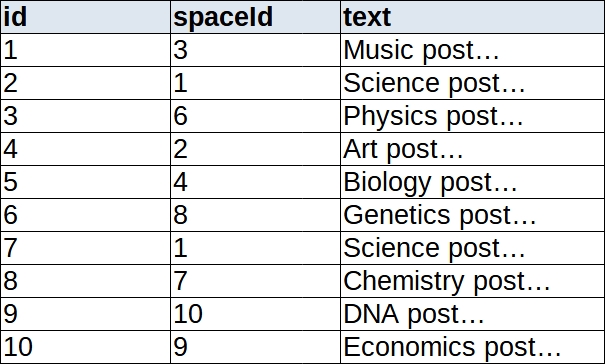 id spaceId text
1 3 Music post…
2 1 Science post…
3 6 Physics post…
4 2 Art post…
5 4 Biology post…
6 8 Genetics post…
7 1 Science post…
8 7 Chemistry post…
9 10 DNA post…
10 9 Economics post…